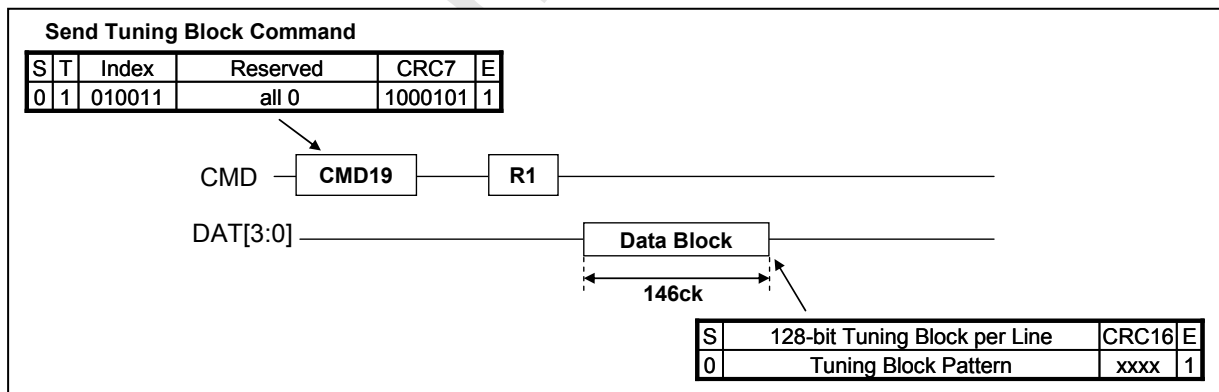 Send Tuning Block Command
S T Index Reserved CRC7 E
0 1 010011 all 0 1000101 1
CMD CMD19 R1
DAT[3:0] Data Block
146ck
S 128-bit Tuning Block per Line CRC16 E
0 Tuning Block Pattern xxxx 1